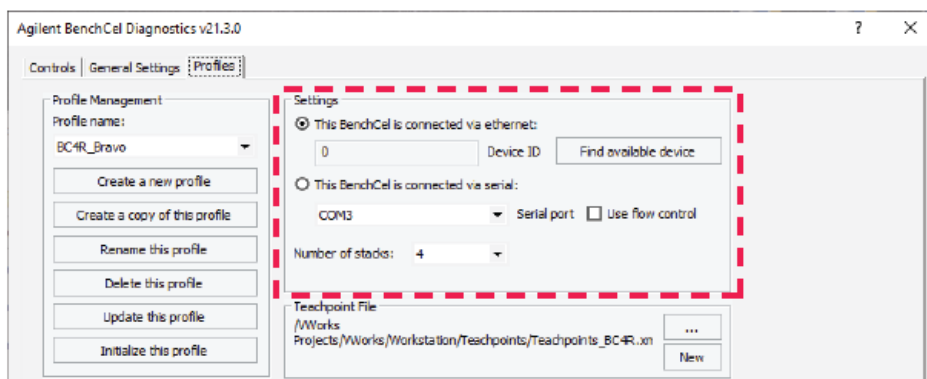 Agilent BenchCel Diagnostics v21.3.0
? X
Controls General Settings Profiles
Profile Management
Profile name:
BC4R_Bravo
Create a new profile
Create a copy of this profile
Rename this profile
Delete this profile
Update this profile
Initialize this profile
Settings
This BenchCel is connected via ethernet:
0 Device ID Find available device
This BenchCel is connected via serial:
COM3 Serial port Use flow control
Number of stacks: 4
Teachpoint File
/VWorks
Projects/VWorks/Workstation/Teachpoints/Teachpoints_BC4R.xn
...
New